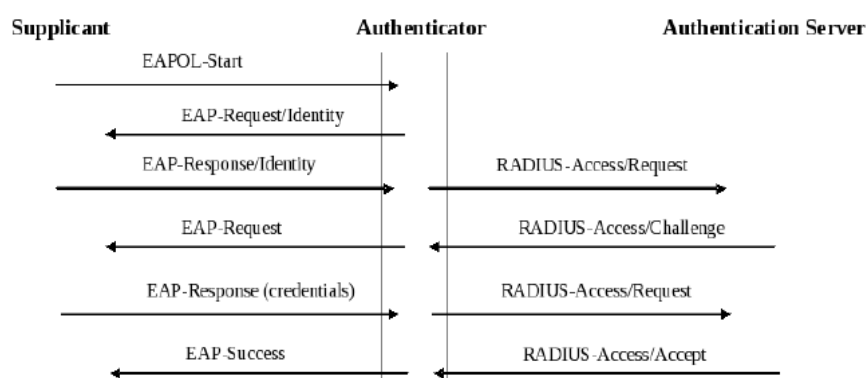 Supplicant Authenticator Authentication Server
EAPOL-Start
EAP-Request/Identity
EAP-Response/Identity RADIUS-Access/Request
EAP-Request RADIUS-Access/Challenge
EAP-Response (credentials) RADIUS-Access/Request
EAP-Success RADIUS-Access/Accept